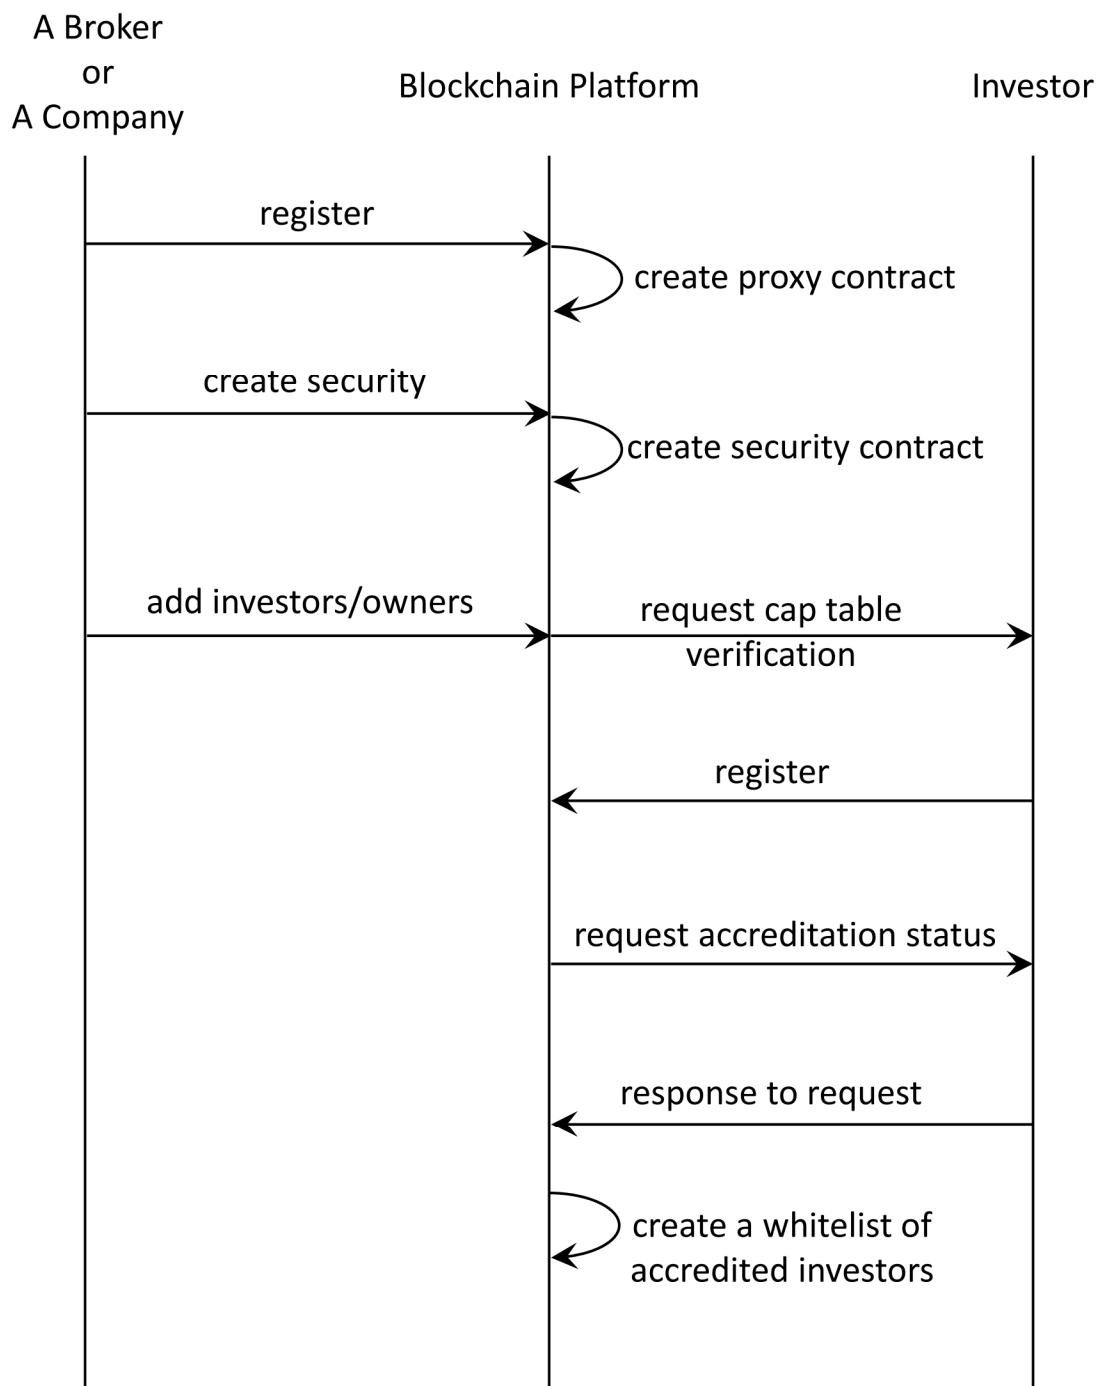 A Broker
or
A Company
Blockchain Platform
Investor
register
create proxy contract
create security
create security contract
add investors/owners
request cap table
verification
register
request accreditation status
response to request
create a whitelist of
accredited investors